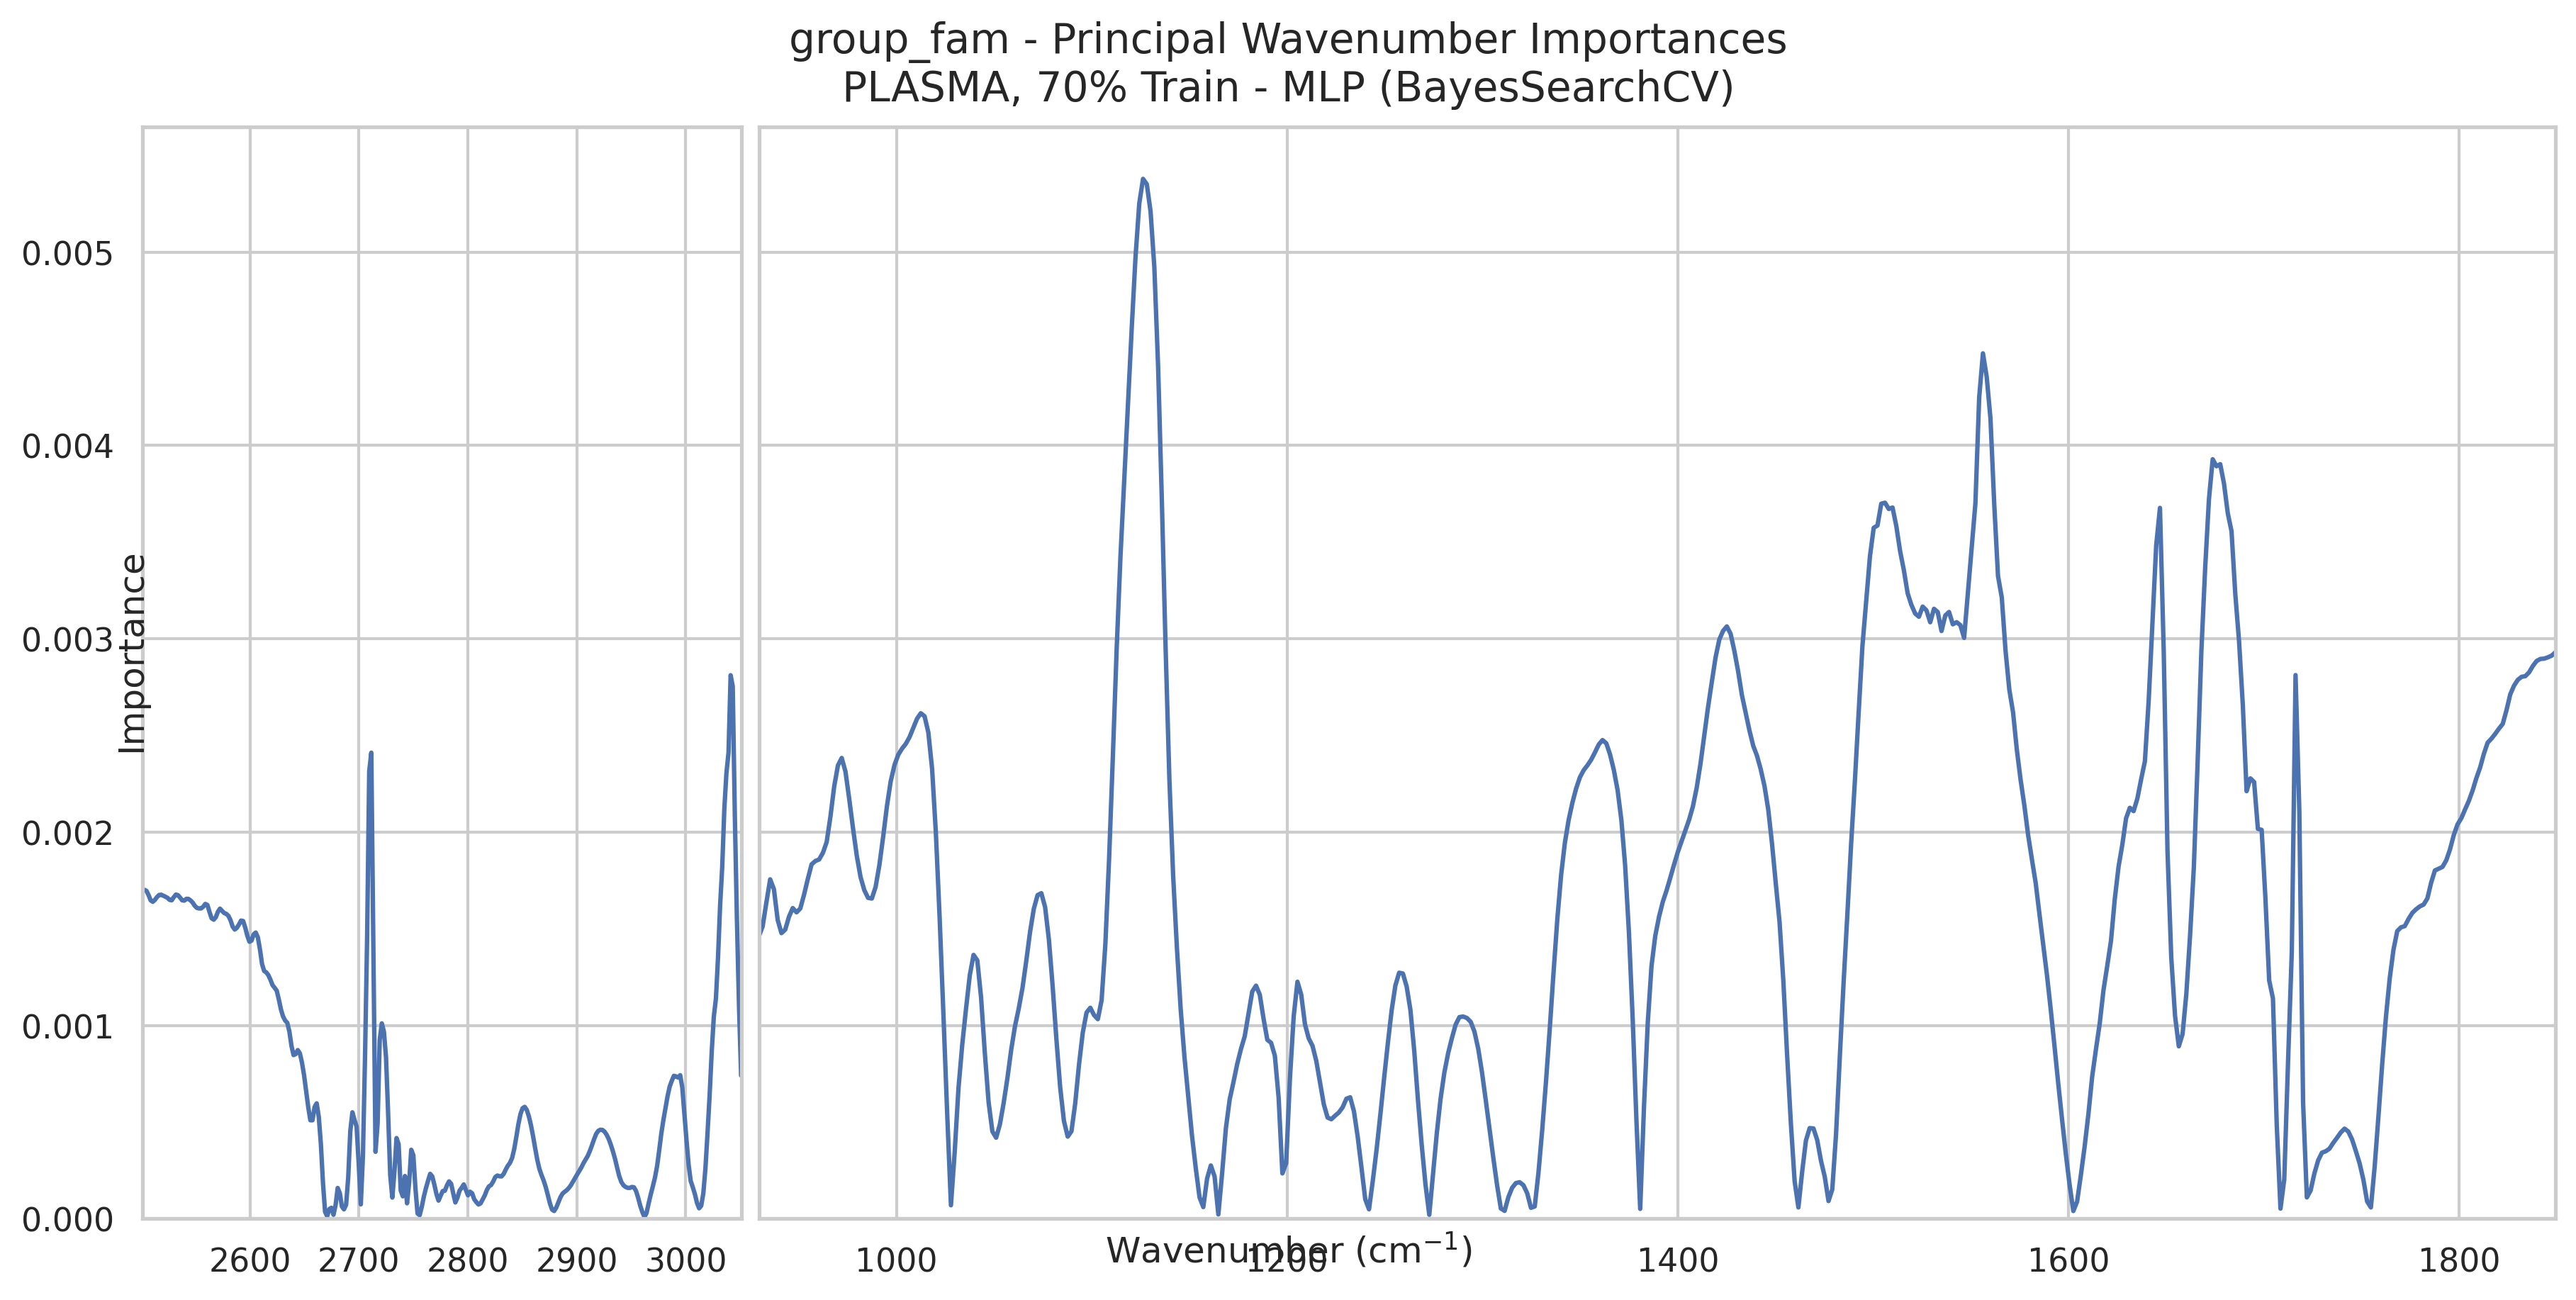 group_fam - Principal Wavenumber Importances
PLASMA, 70% Train - MLP (BayesSearchCV)
0.005
0.004
0.003
0.002
0.001
0.000
Importance
2600 2700 2800 2900 3000 1000 1200 1400 1600 1800
Wavenumber (cm⁻¹)